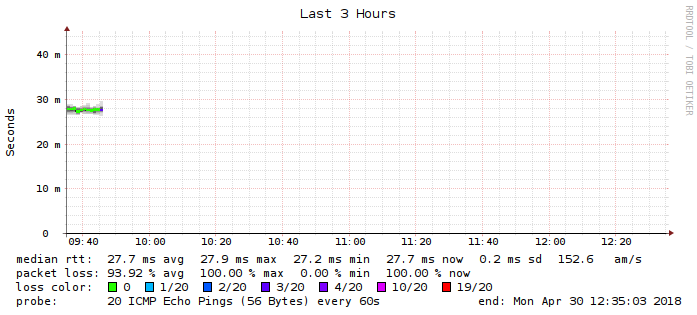 Last 3 Hours
RRDTOOL / TOBI OETIKER
Seconds
40 m
30 m
20 m
10 m
0
09:40 10:00 10:20 10:40 11:00 11:20 11:40 12:00 12:20
median rtt: 27.7 ms avg 27.9 ms max 27.2 ms min 27.7 ms now 0.2 ms sd 152.6 am/s
packet loss: 93.92 % avg 100.00 % max 0.00 % min 100.00 % now
loss color: 0 1/20 2/20 3/20 4/20 10/20 19/20
probe: 20 ICMP Echo Pings (56 Bytes) every 60s end: Mon Apr 30 12:35:03 2018